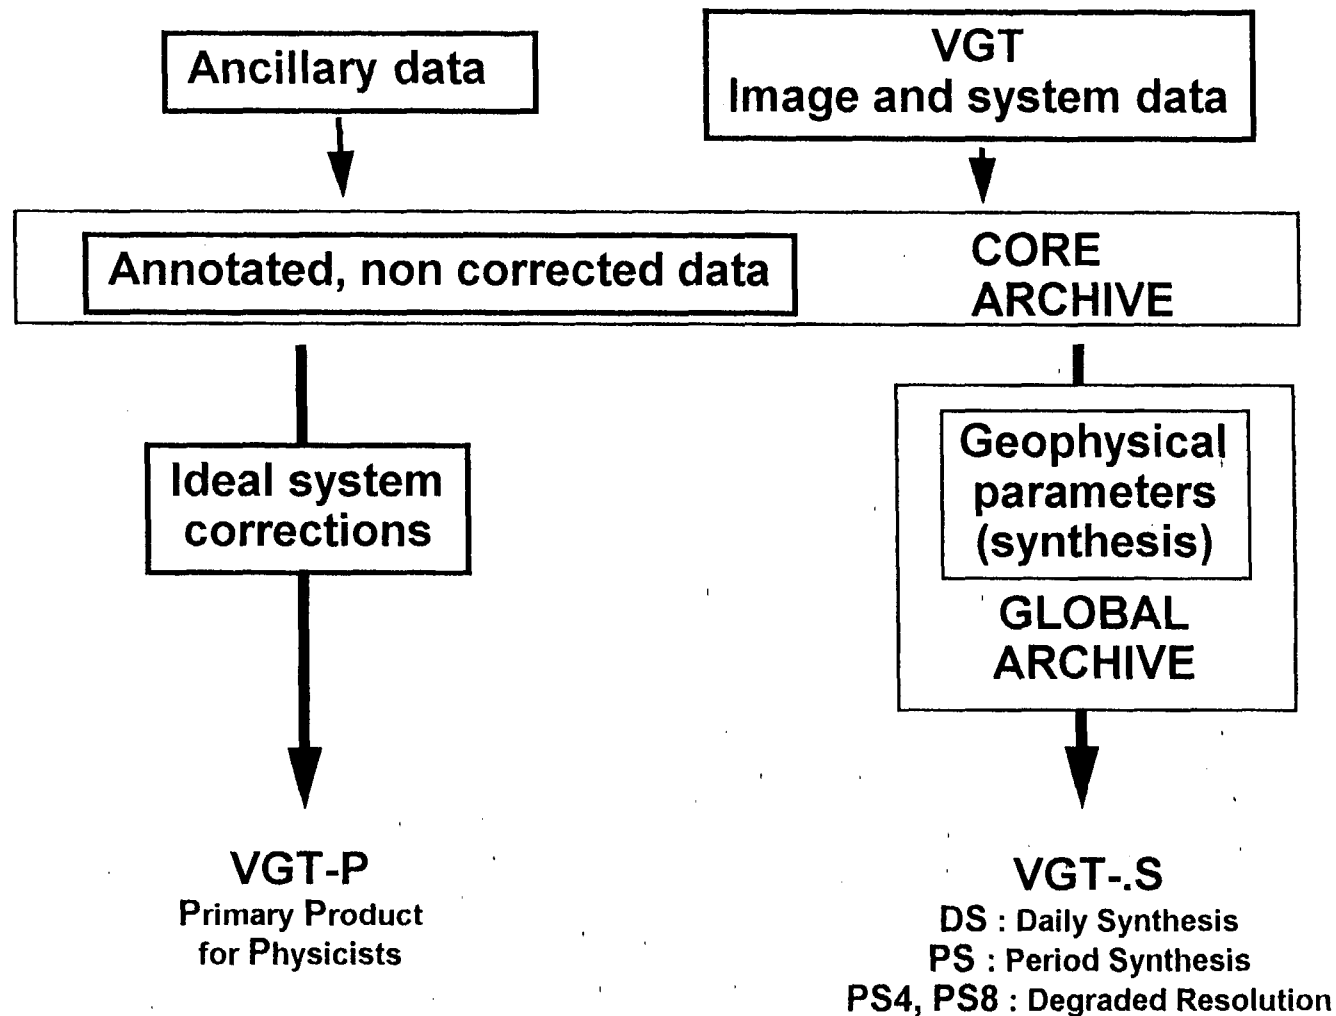 Ancillary data
VGT
Image and system data
Annotated, non corrected data
CORE
ARCHIVE
Ideal system
corrections
Geophysical
parameters
(synthesis)
GLOBAL
ARCHIVE
VGT-P
Primary Product
for Physicists
VGT-.S
DS : Daily Synthesis
PS : Period Synthesis
PS4, PS8 : Degraded Resolution